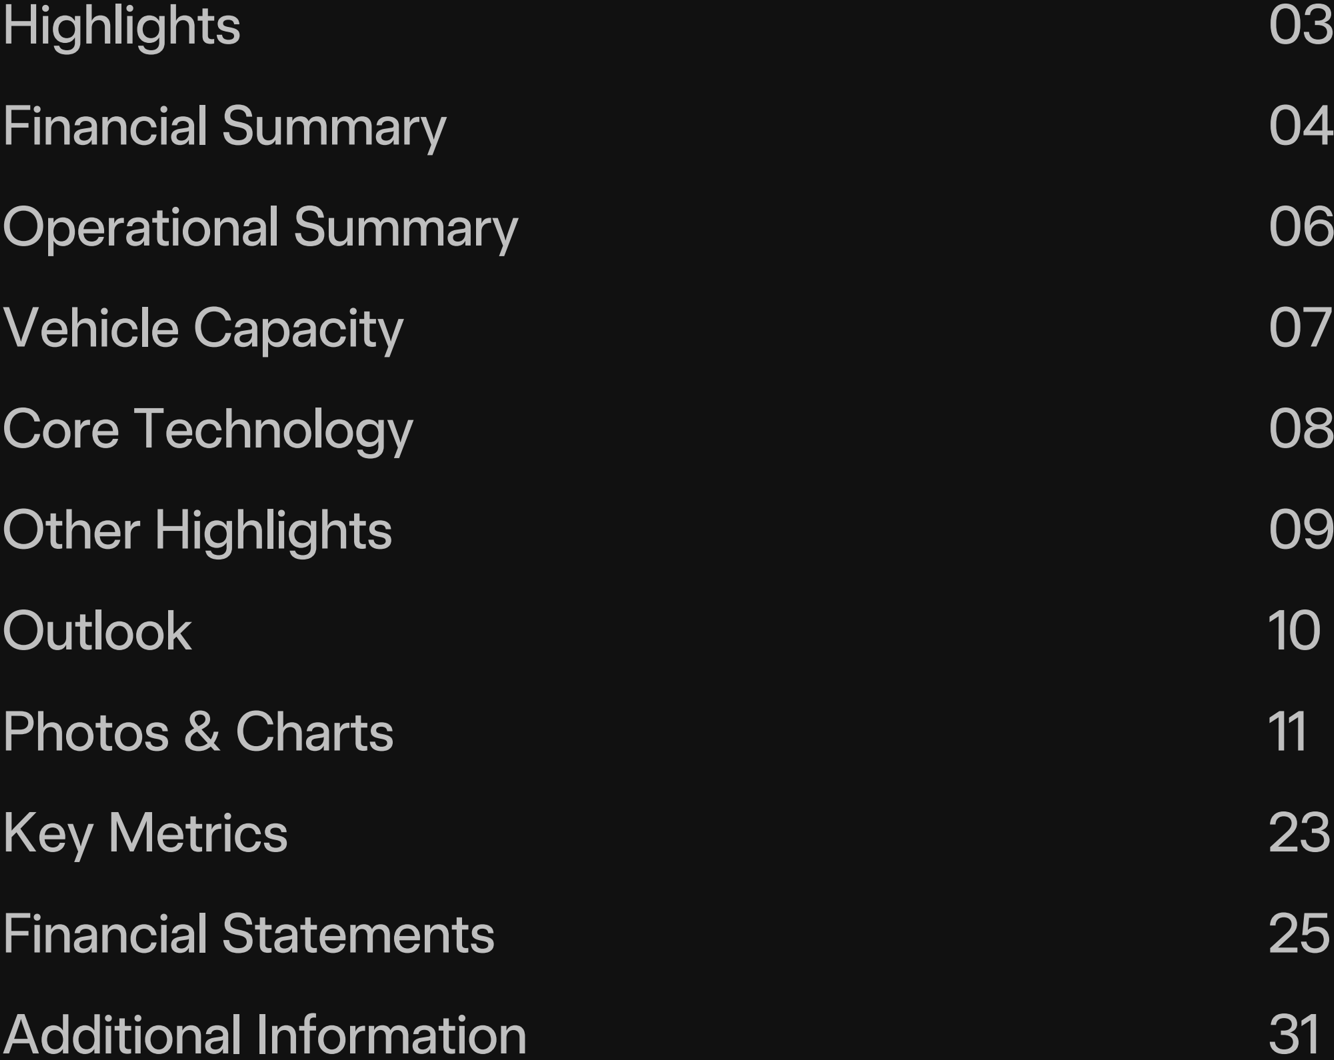 Highlights 03
Financial Summary 04
Operational Summary 06
Vehicle Capacity 07
Core Technology 08
Other Highlights 09
Outlook 10
Photos & Charts 11
Key Metrics 23
Financial Statements 25
Additional Information 31